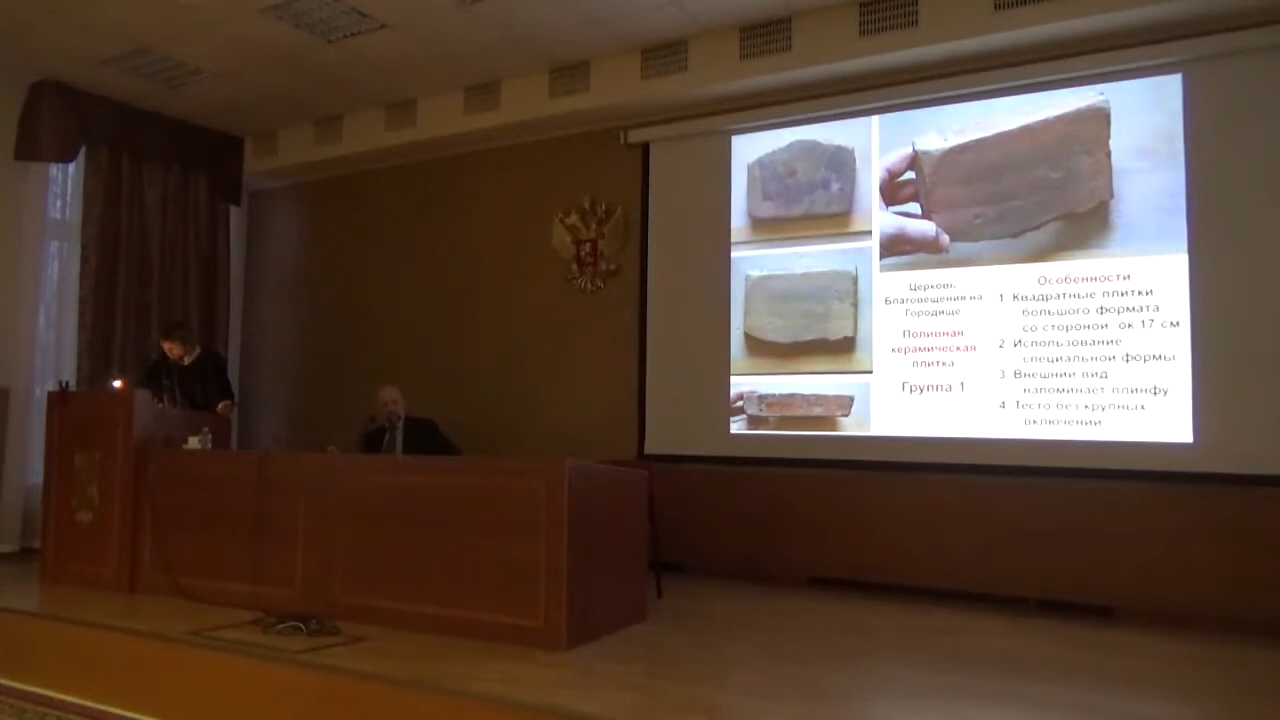 Церковь
Благовещения на
Городище
Поливная
керамическая
плитка
Группа 1
Особенности
1 Квадратные плитки
большого формата
со стороной ок 17 см
2 Использование
специальной формы
3 Внешний вид
напоминает плинфу
4 Тесто без крупных
включений